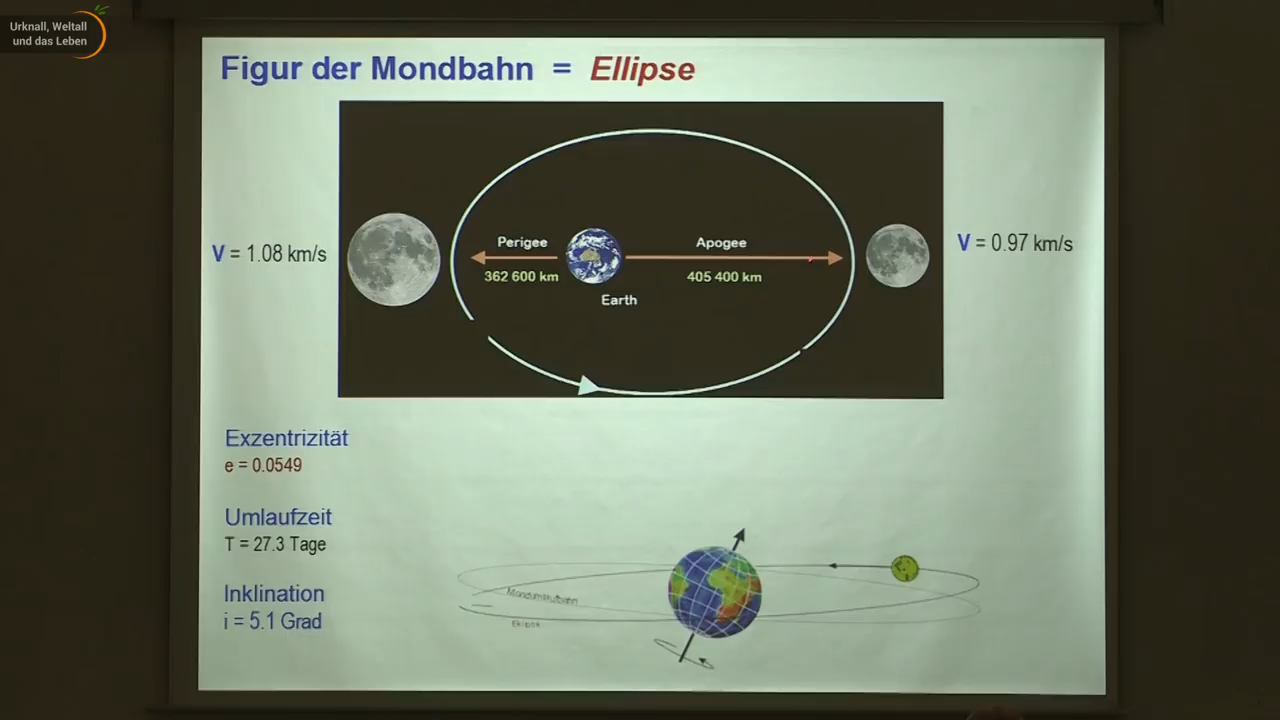 Urknall, Weltall
und das Leben
Figur der Mondbahn = Ellipse
V = 1.08 km/s
Perigee
362 600 km
Earth
Apogee
405 400 km
V = 0.97 km/s
Exzentrizität
e = 0.0549
Umlaufzeit
T = 27.3 Tage
Inklination
i = 5.1 Grad
Mondumlaufbahn